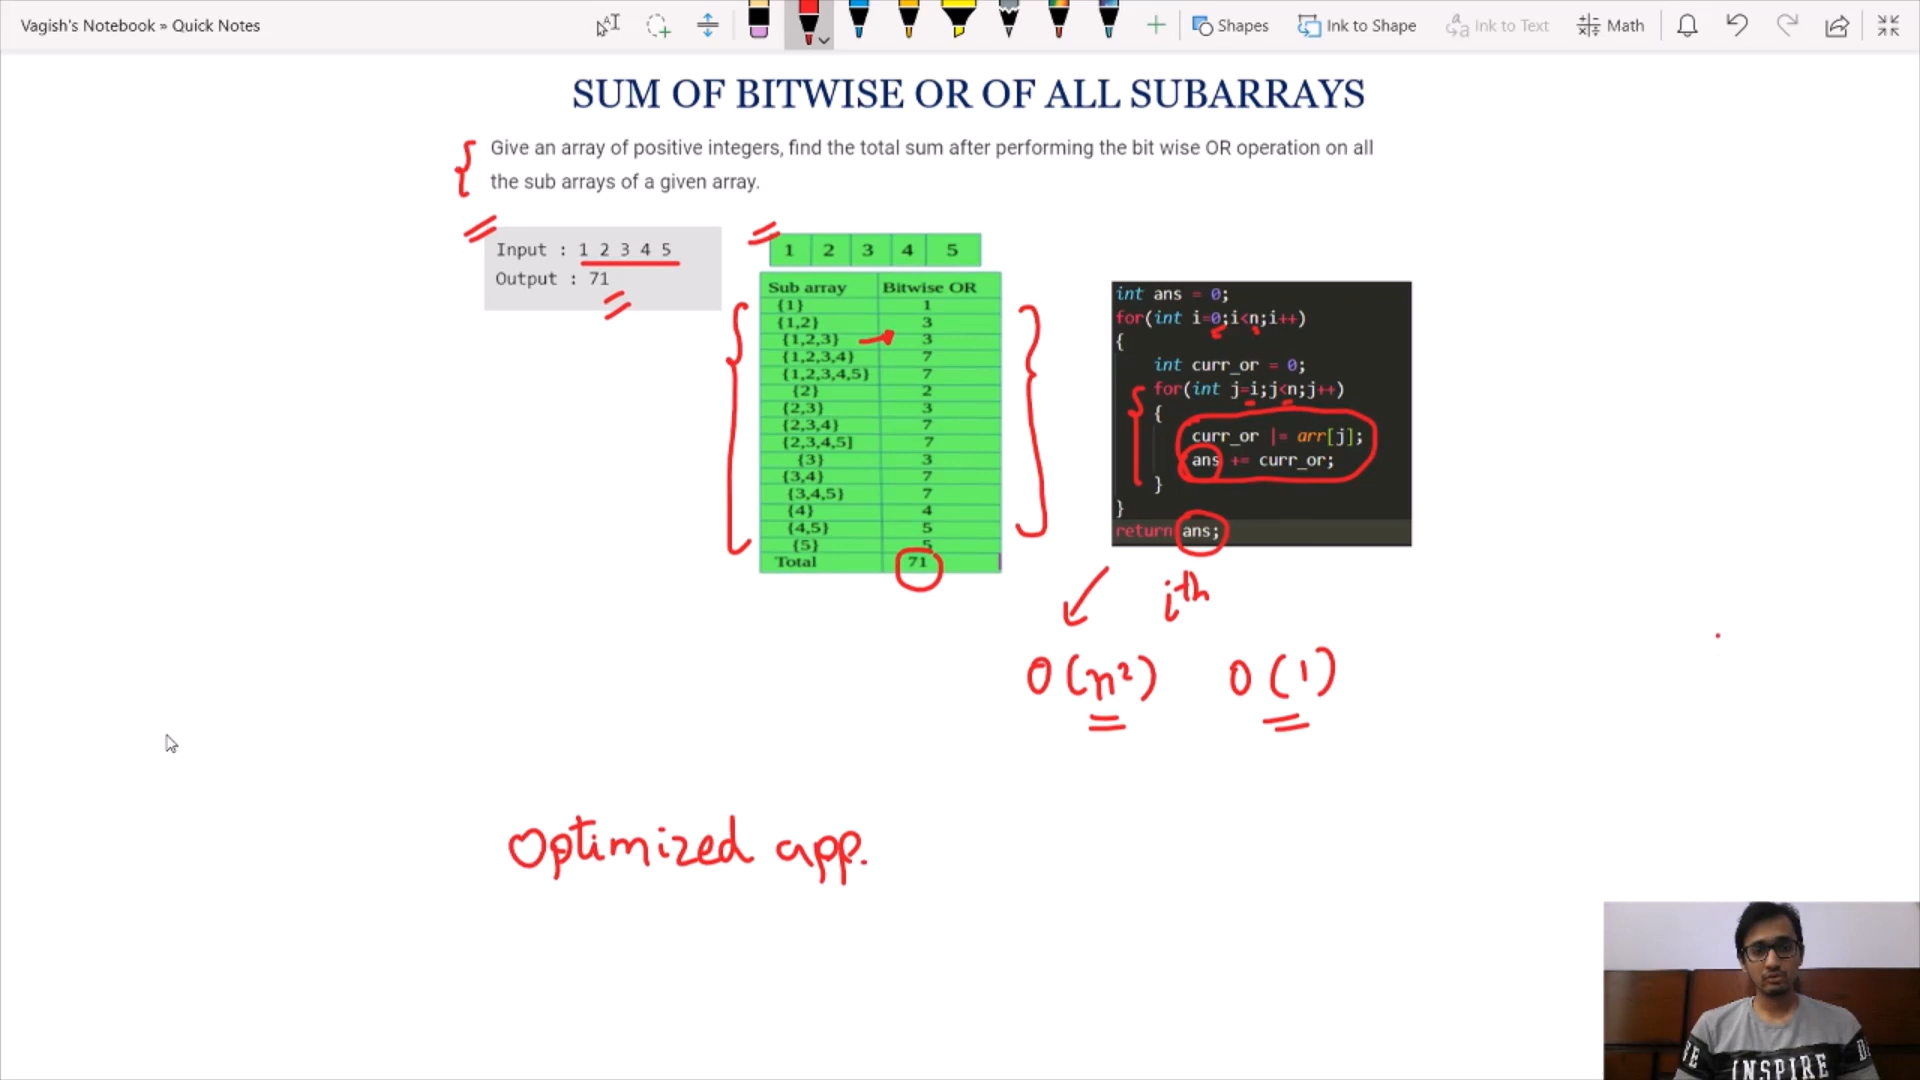 Vagish's Notebook » Quick Notes
Shapes Ink to Shape Ink to Text Math
SUM OF BITWISE OR OF ALL SUBARRAYS
Give an array of positive integers, find the total sum after performing the bit wise OR operation on all
the sub arrays of a given array.
Input : 1 2 3 4 5
Output : 71
1 2 3 4 5
Sub array Bitwise OR
{1} 1
{1,2} 3
{1,2,3} 3
{1,2,3,4} 7
{1,2,3,4,5} 7
{2} 2
{2,3} 3
{2,3,4} 7
{2,3,4,5] 7
{3} 3
{3,4} 7
{3,4,5} 7
{4} 4
{4,5} 5
{5} 5
Total 71
int ans = 0;
for(int i=0;i<n;i++)
{
int curr_or = 0;
for(int j=i;j<n;j++)
{
curr_or |= arr[j];
ans += curr_or;
}
}
return ans;
ith
O(n²) O(1)
Optimized app.
INSPIRE